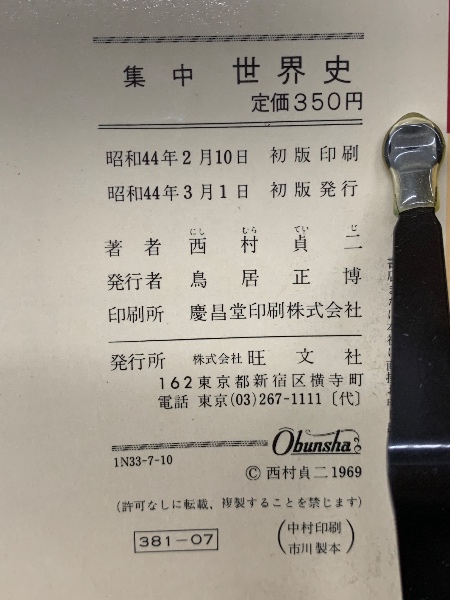 集中 世界史
定価350円
昭和44年2月10日 初版印刷
昭和44年3月1日 初版発行
にし むら てい じ
著者 西村貞二
発行者 鳥居正博
印刷所 慶昌堂印刷株式会社
発行所 株式会社 旺文社
162東京都新宿区横寺町
電話 東京(03)267-1111〔代〕
Obunsha
1N33-7-10
© 西村貞二1969
(許可なしに転載、複製することを禁じます)
381-07
(中村印刷
市川製本)